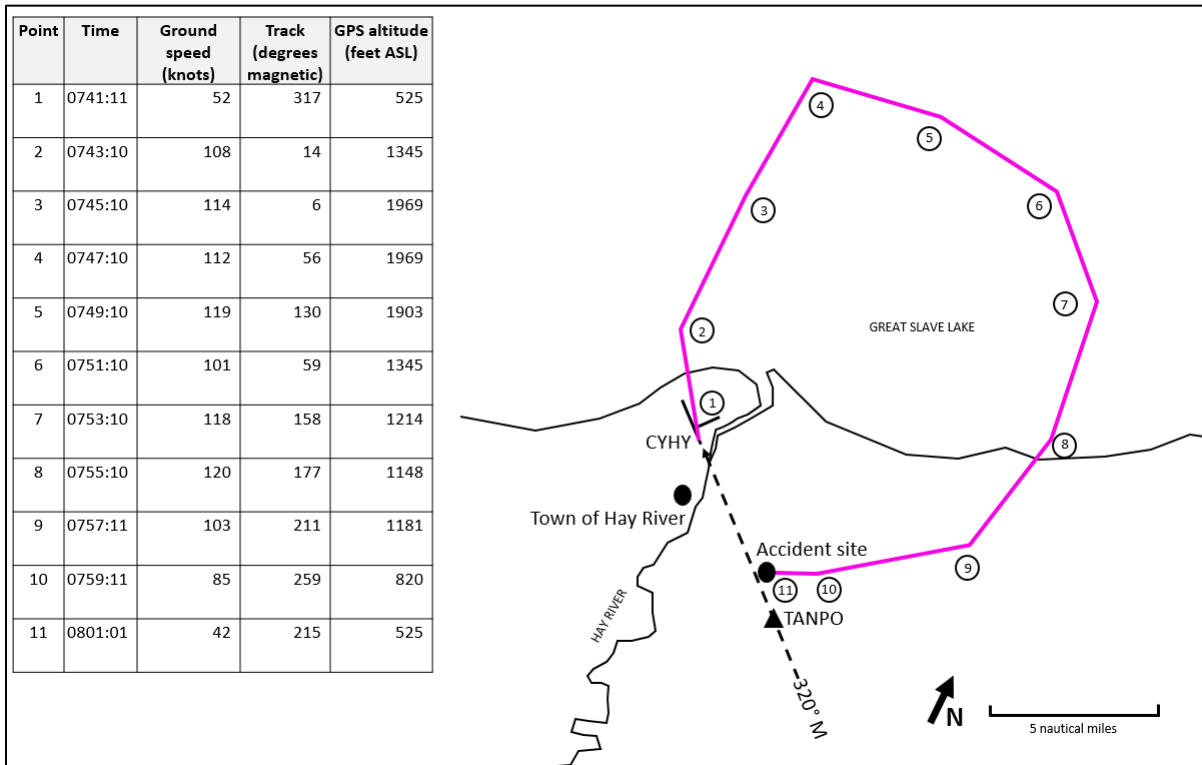 Point Time Ground speed (knots) Track (degrees magnetic) GPS altitude (feet ASL)
1 0741:11 52 317 525
2 0743:10 108 14 1345
3 0745:10 114 6 1969
4 0747:10 112 56 1969
5 0749:10 119 130 1903
6 0751:10 101 59 1345
7 0753:10 118 158 1214
8 0755:10 120 177 1148
9 0757:11 103 211 1181
10 0759:11 85 259 820
11 0801:01 42 215 525
4
5
6
3
7
2
GREAT SLAVE LAKE
1
CYHY
8
Town of Hay River
Accident site
9
11
10
HAY RIVER
TANPO
320° M
N
5 nautical miles